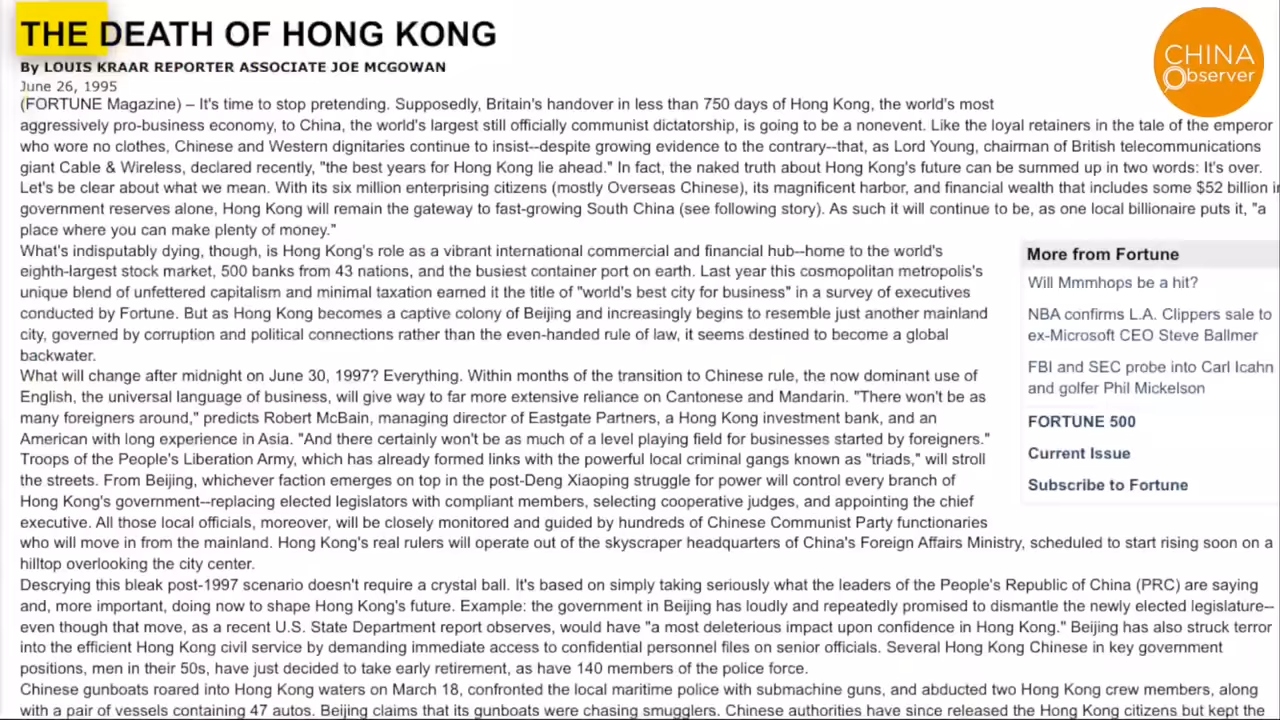 THE DEATH OF HONG KONG
By LOUIS KRAAR REPORTER ASSOCIATE JOE MCGOWAN
June 26, 1995
(FORTUNE Magazine) – It's time to stop pretending. Supposedly, Britain's handover in less than 750 days of Hong Kong, the world's most
aggressively pro-business economy, to China, the world's largest still officially communist dictatorship, is going to be a nonevent. Like the loyal retainers in the tale of the emperor
who wore no clothes, Chinese and Western dignitaries continue to insist--despite growing evidence to the contrary--that, as Lord Young, chairman of British telecommunications
giant Cable & Wireless, declared recently, "the best years for Hong Kong lie ahead." In fact, the naked truth about Hong Kong's future can be summed up in two words: It's over.
Let's be clear about what we mean. With its six million enterprising citizens (mostly Overseas Chinese), its magnificent harbor, and financial wealth that includes some $52 billion in
government reserves alone, Hong Kong will remain the gateway to fast-growing South China (see following story). As such it will continue to be, as one local billionaire puts it, "a
place where you can make plenty of money."
What's indisputably dying, though, is Hong Kong's role as a vibrant international commercial and financial hub--home to the world's
eighth-largest stock market, 500 banks from 43 nations, and the busiest container port on earth. Last year this cosmopolitan metropolis's
unique blend of unfettered capitalism and minimal taxation earned it the title of "world's best city for business" in a survey of executives
conducted by Fortune. But as Hong Kong becomes a captive colony of Beijing and increasingly begins to resemble just another mainland
city, governed by corruption and political connections rather than the even-handed rule of law, it seems destined to become a global
backwater.
What will change after midnight on June 30, 1997? Everything. Within months of the transition to Chinese rule, the now dominant use of
English, the universal language of business, will give way to far more extensive reliance on Cantonese and Mandarin. "There won't be as
many foreigners around," predicts Robert McBain, managing director of Eastgate Partners, a Hong Kong investment bank, and an
American with long experience in Asia. "And there certainly won't be as much of a level playing field for businesses started by foreigners."
Troops of the People's Liberation Army, which has already formed links with the powerful local criminal gangs known as "triads," will stroll
the streets. From Beijing, whichever faction emerges on top in the post-Deng Xiaoping struggle for power will control every branch of
Hong Kong's government--replacing elected legislators with compliant members, selecting cooperative judges, and appointing the chief
executive. All those local officials, moreover, will be closely monitored and guided by hundreds of Chinese Communist Party functionaries
who will move in from the mainland. Hong Kong's real rulers will operate out of the skyscraper headquarters of China's Foreign Affairs Ministry, scheduled to start rising soon on a
hilltop overlooking the city center.
Descrying this bleak post-1997 scenario doesn't require a crystal ball. It's based on simply taking seriously what the leaders of the People's Republic of China (PRC) are saying
and, more important, doing now to shape Hong Kong's future. Example: the government in Beijing has loudly and repeatedly promised to dismantle the newly elected legislature--
even though that move, as a recent U.S. State Department report observes, would have "a most deleterious impact upon confidence in Hong Kong." Beijing has also struck terror
into the efficient Hong Kong civil service by demanding immediate access to confidential personnel files on senior officials. Several Hong Kong Chinese in key government
positions, men in their 50s, have just decided to take early retirement, as have 140 members of the police force.
Chinese gunboats roared into Hong Kong waters on March 18, confronted the local maritime police with submachine guns, and abducted two Hong Kong crew members, along
with a pair of vessels containing 47 autos. Beijing claims that its gunboats were chasing smugglers. Chinese authorities have since released the Hong Kong citizens but kept the
More from Fortune
Will Mmmhops be a hit?
NBA confirms L.A. Clippers sale to
ex-Microsoft CEO Steve Ballmer
FBI and SEC probe into Carl Icahn
and golfer Phil Mickelson
FORTUNE 500
Current Issue
Subscribe to Fortune
CHINA
Observer